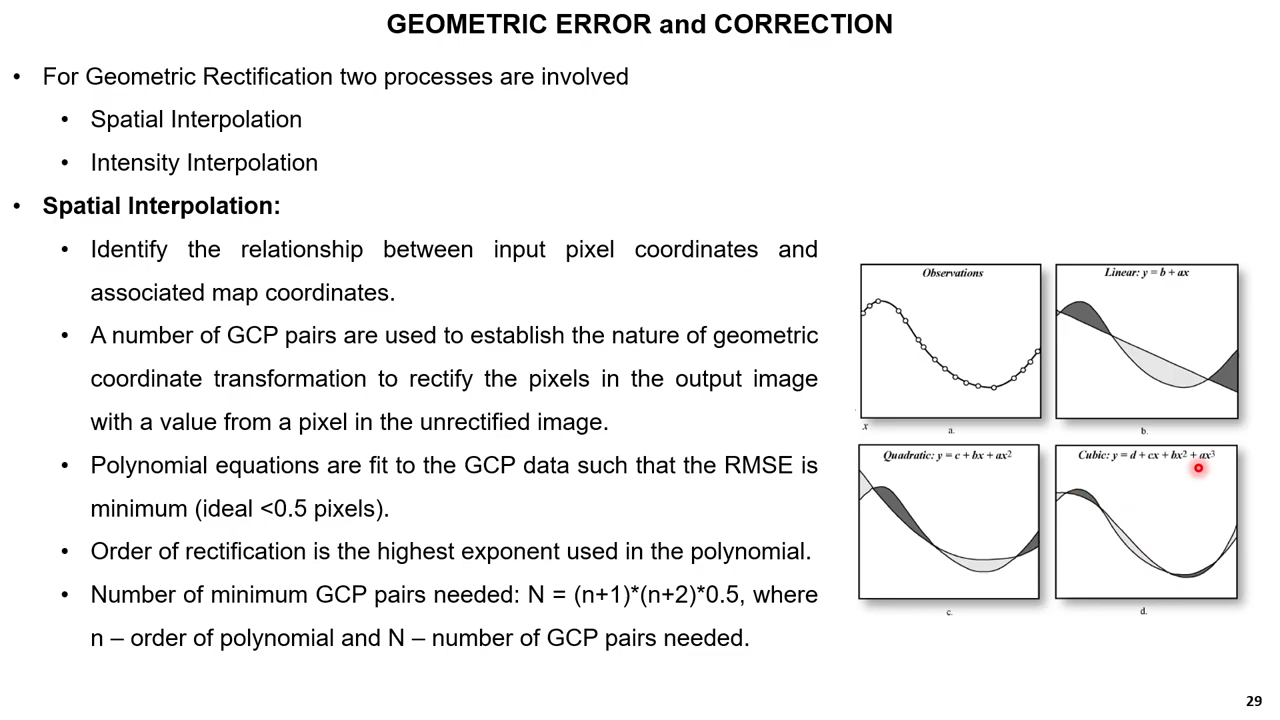 GEOMETRIC ERROR and CORRECTION
• For Geometric Rectification two processes are involved
• Spatial Interpolation
• Intensity Interpolation
• Spatial Interpolation:
• Identify the relationship between input pixel coordinates and
associated map coordinates.
• A number of GCP pairs are used to establish the nature of geometric
coordinate transformation to rectify the pixels in the output image
with a value from a pixel in the unrectified image.
• Polynomial equations are fit to the GCP data such that the RMSE is
minimum (ideal <0.5 pixels).
• Order of rectification is the highest exponent used in the polynomial.
• Number of minimum GCP pairs needed: N = (n+1)*(n+2)*0.5, where
n – order of polynomial and N – number of GCP pairs needed.
Observations
x
a.
Linear: y = b + ax
b.
Quadratic: y = c + bx + ax²
c.
Cubic: y = d + cx + bx² + ax³
d.
29